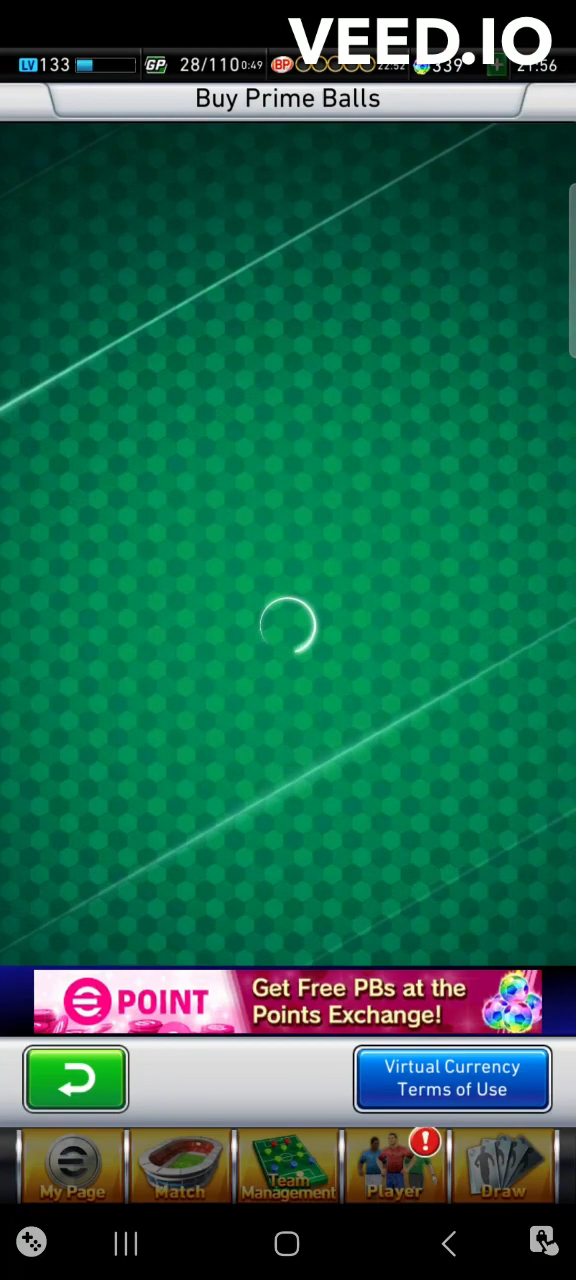 VEED.IO
LV 133 GP 28/110 0:49 BP 22:52 339 21:56
Buy Prime Balls
POINT
Get Free PBs at the
Points Exchange!
Virtual Currency
Terms of Use
My Page
Match
Team
Management
Player
!
Draw